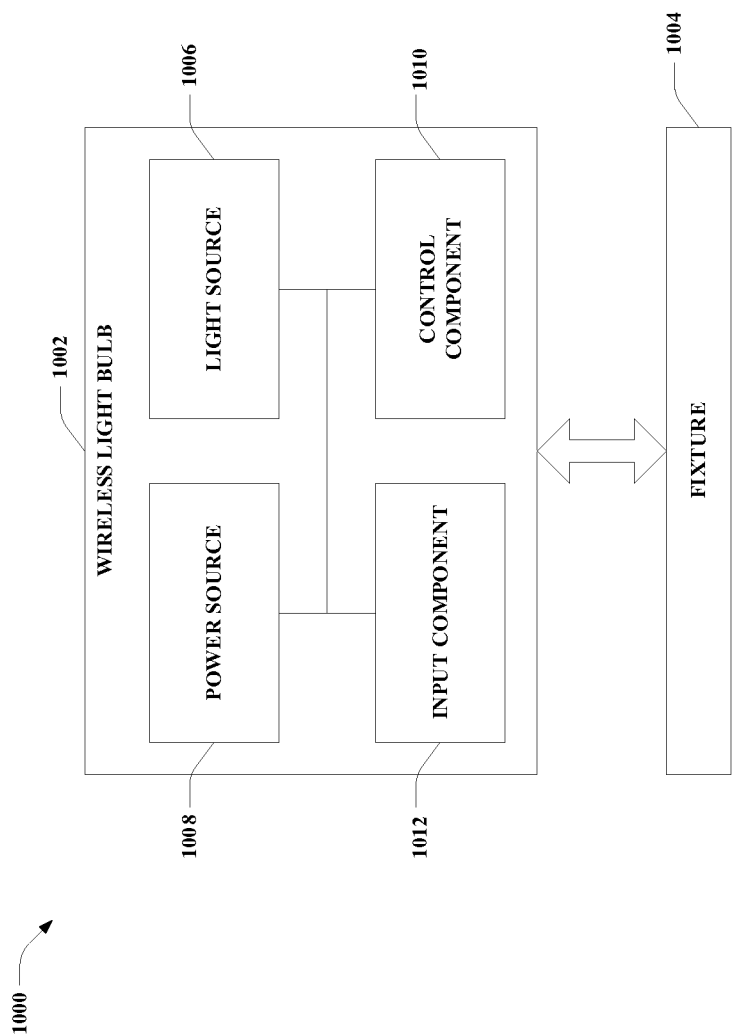 1000
1002
WIRELESS LIGHT BULB
1008
POWER SOURCE
1006
LIGHT SOURCE
1012
INPUT COMPONENT
1010
CONTROL
COMPONENT
1004
FIXTURE